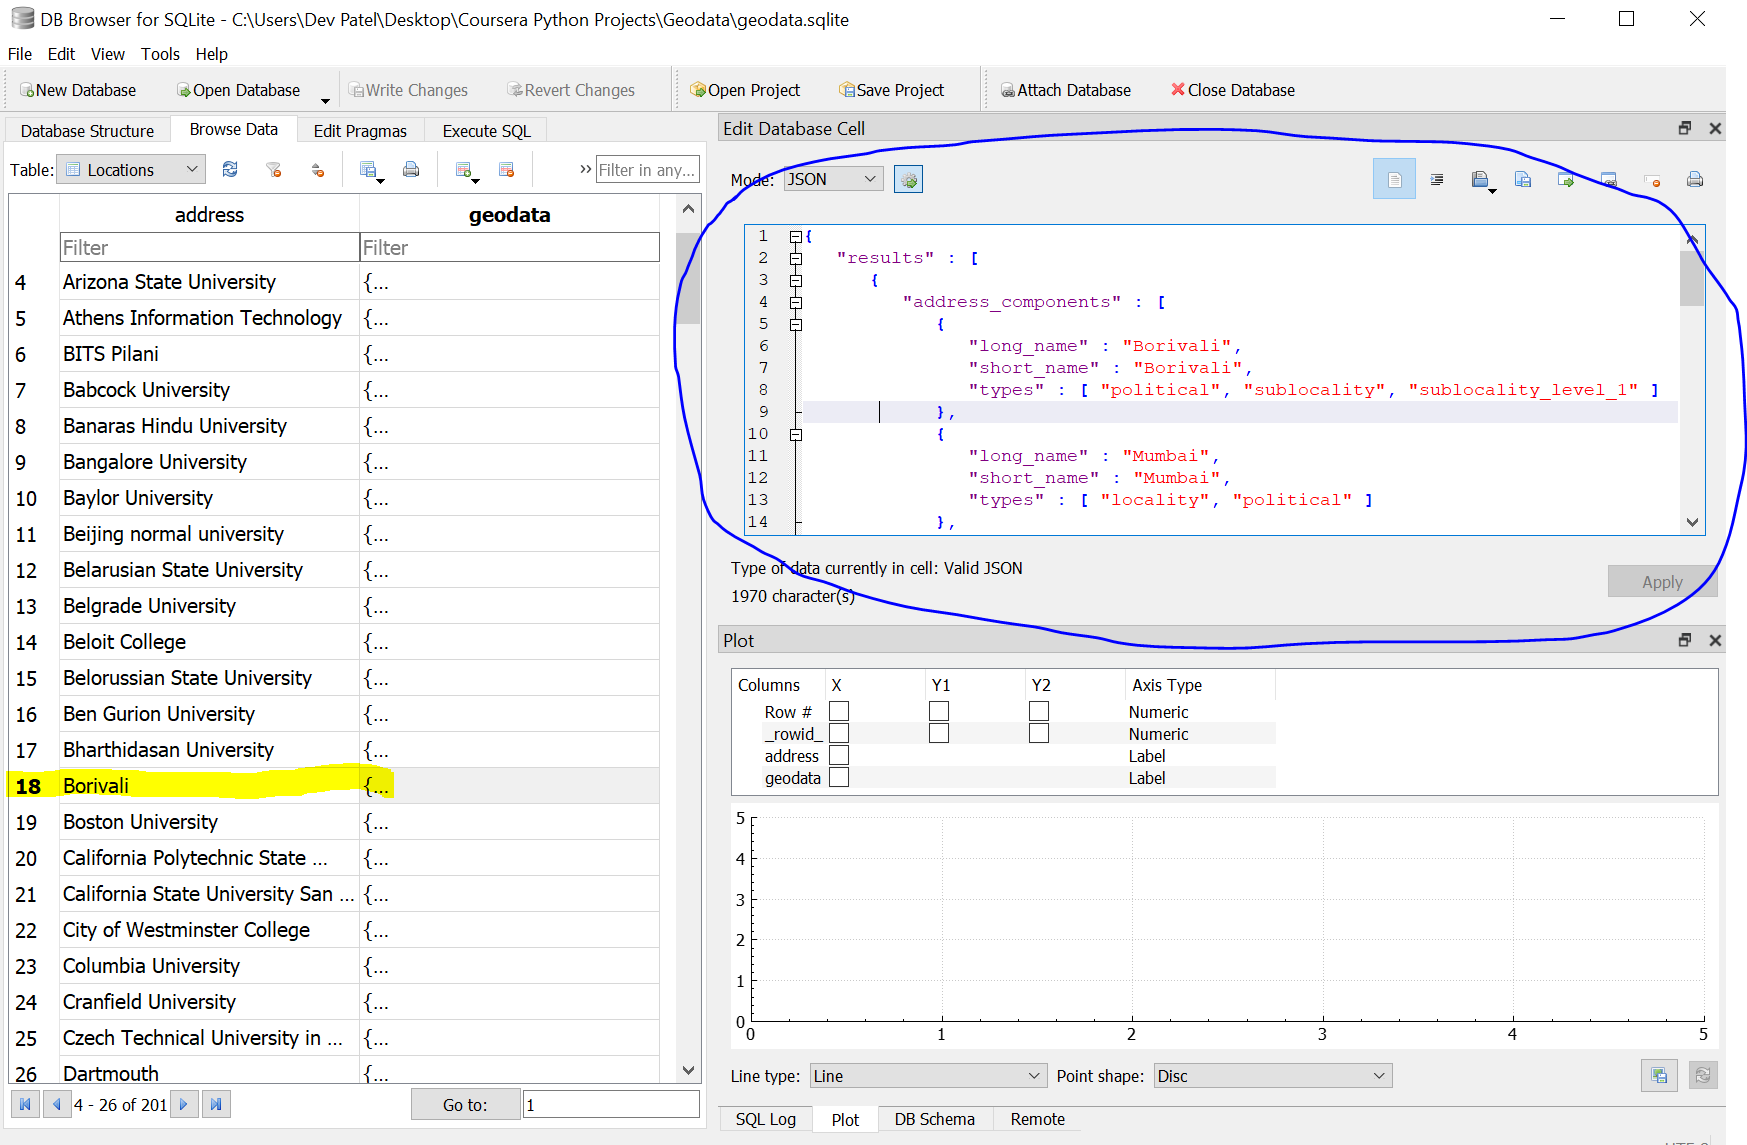 DB Browser for SQLite - C:\Users\Dev Patel\Desktop\Coursera Python Projects\Geodata\geodata.sqlite
File Edit View Tools Help
New Database Open Database Write Changes Revert Changes Open Project Save Project Attach Database Close Database
Database Structure Browse Data Edit Pragmas Execute SQL
Table: Locations » Filter in any...
address geodata
Filter Filter
4 Arizona State University {...
5 Athens Information Technology {...
6 BITS Pilani {...
7 Babcock University {...
8 Banaras Hindu University {...
9 Bangalore University {...
10 Baylor University {...
11 Beijing normal university {...
12 Belarusian State University {...
13 Belgrade University {...
14 Beloit College {...
15 Belorussian State University {...
16 Ben Gurion University {...
17 Bharthidasan University {...
18 Borivali {...
19 Boston University {...
20 California Polytechnic State ... {...
21 California State University San ... {...
22 City of Westminster College {...
23 Columbia University {...
24 Cranfield University {...
25 Czech Technical University in ... {...
26 Dartmouth {...
4 - 26 of 201 Go to: 1
Edit Database Cell
Mode: JSON
1 {
2 "results" : [
3 {
4 "address_components" : [
5 {
6 "long_name" : "Borivali",
7 "short_name" : "Borivali",
8 "types" : [ "political", "sublocality", "sublocality_level_1" ]
9 },
10 {
11 "long_name" : "Mumbai",
12 "short_name" : "Mumbai",
13 "types" : [ "locality", "political" ]
14 },
Type of data currently in cell: Valid JSON
1970 character(s)
Apply
Plot
Columns X Y1 Y2 Axis Type
Row # Numeric
_rowid_ Numeric
address Label
geodata Label
5
4
3
2
1
0
0 1 2 3 4 5
Line type: Line Point shape: Disc
SQL Log Plot DB Schema Remote